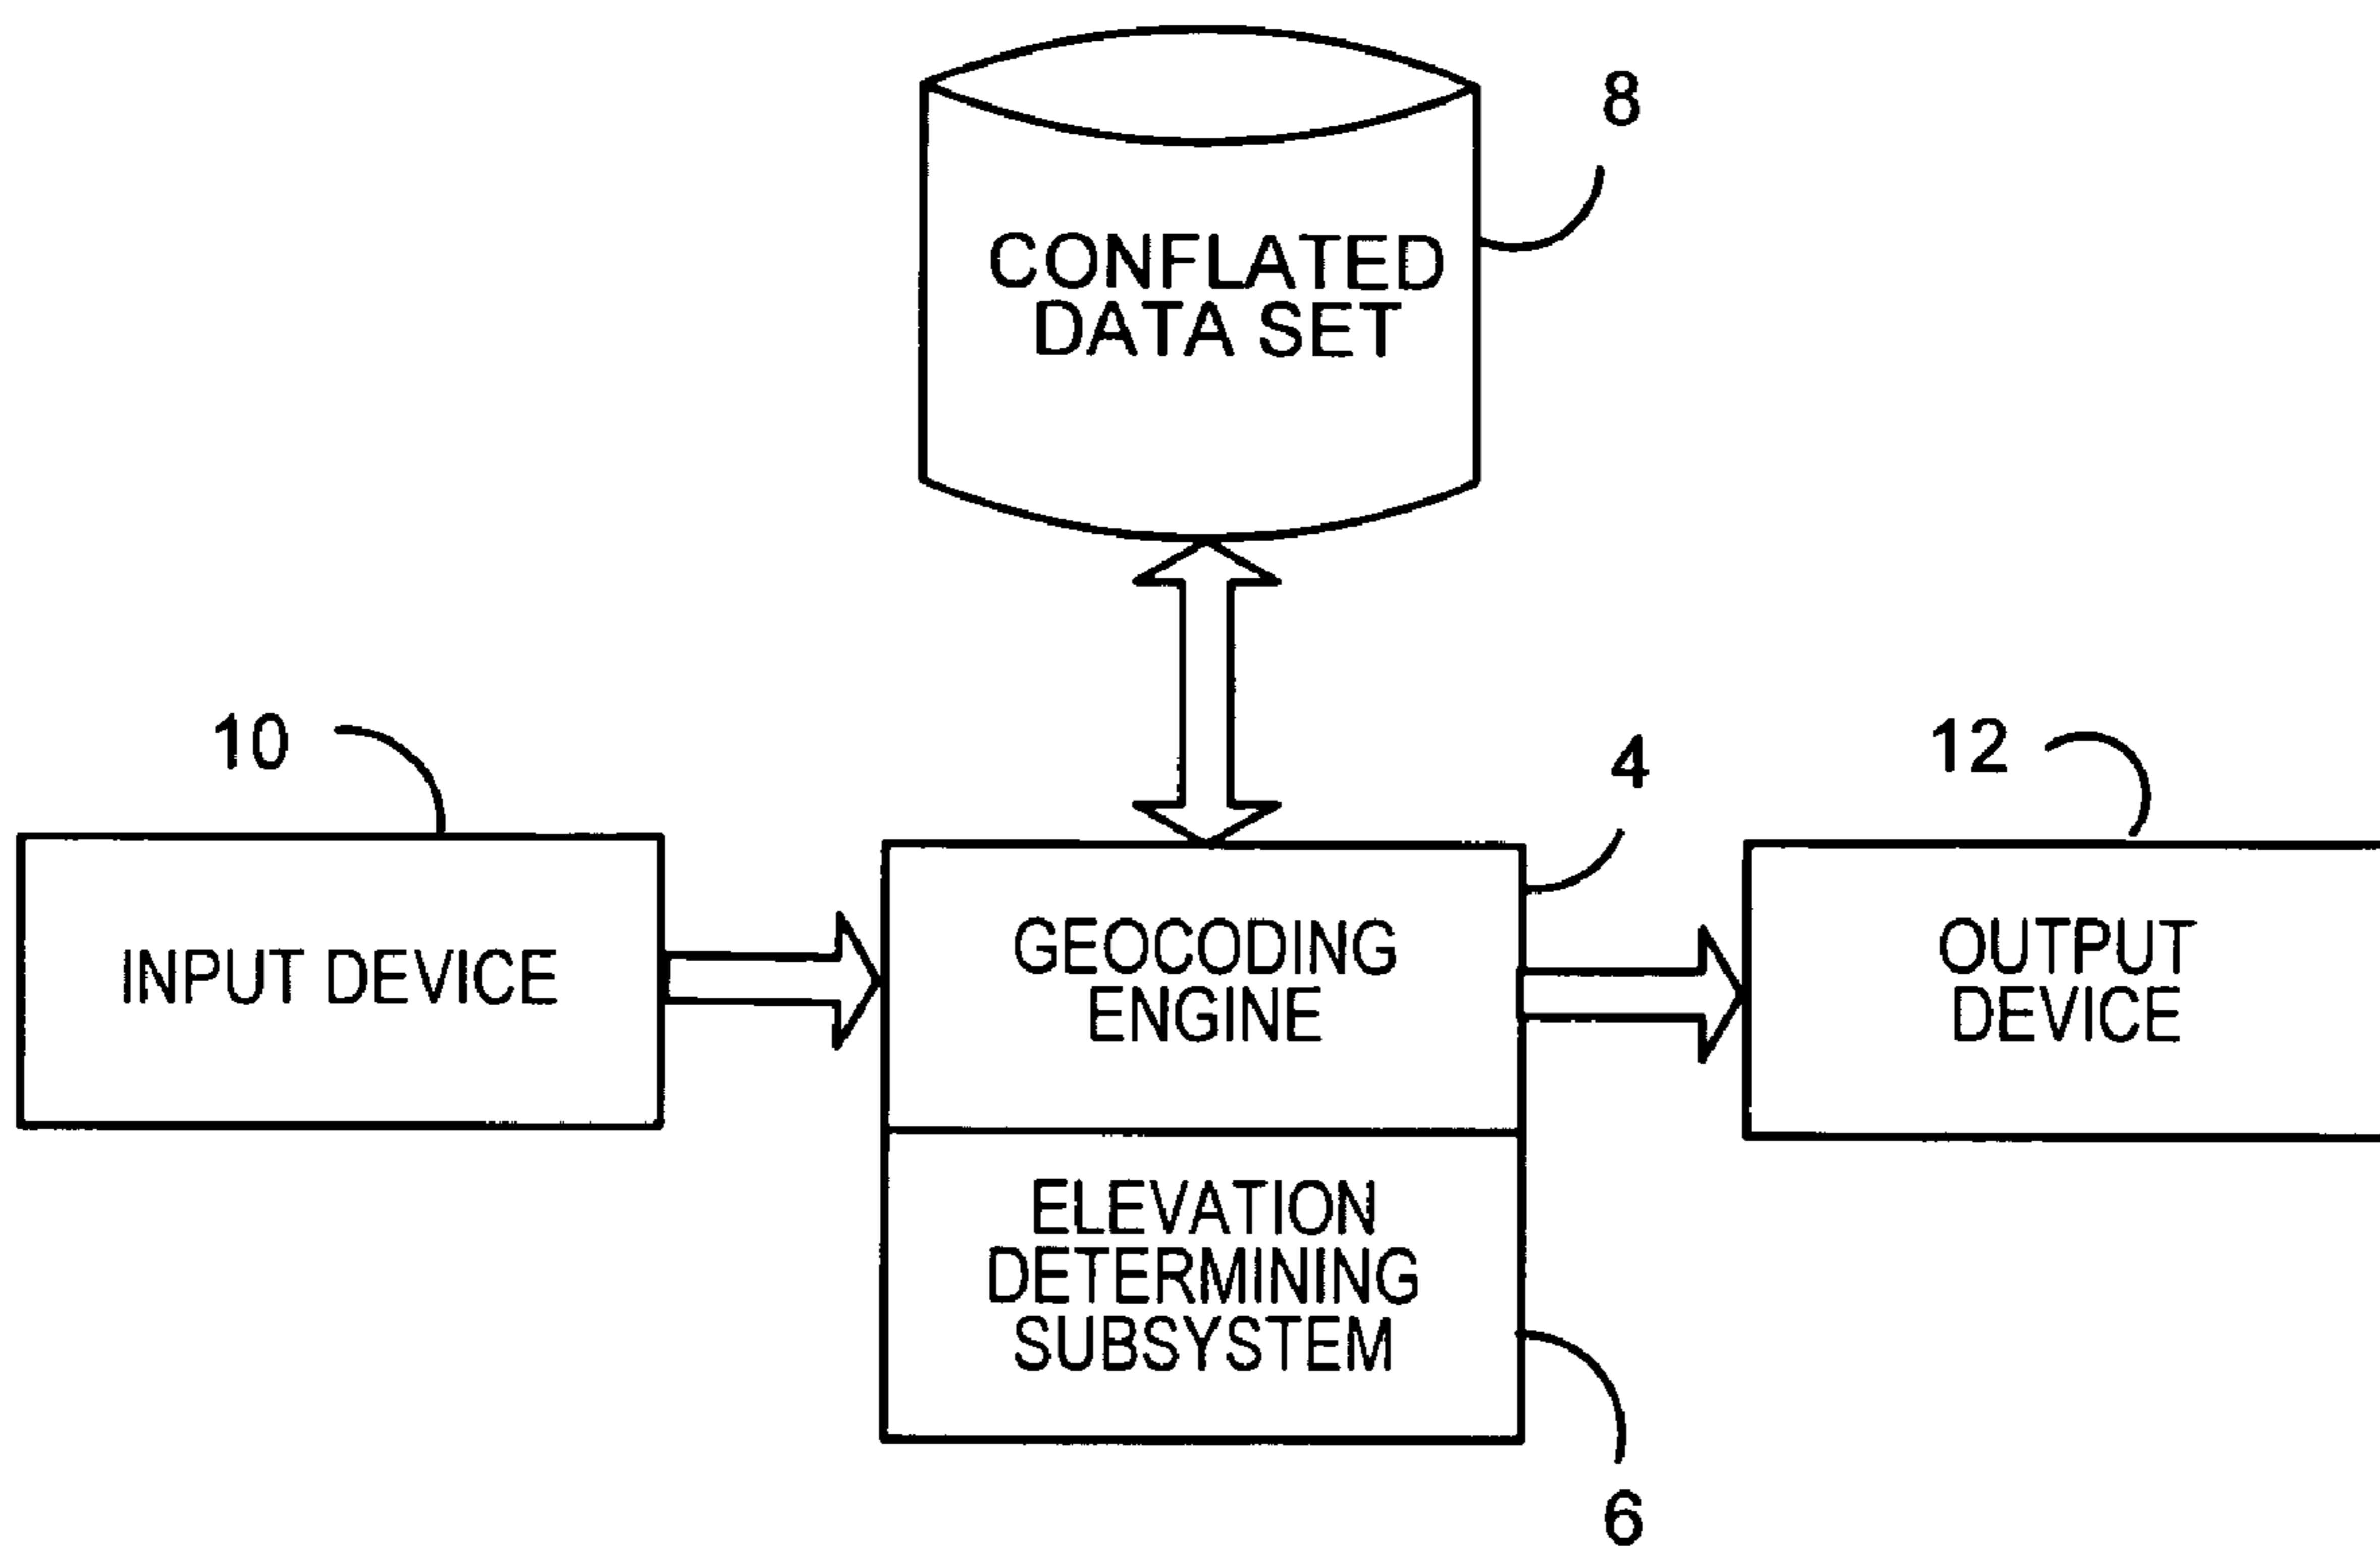 8
CONFLATED
DATA SET
10
4
12
INPUT DEVICE
GEOCODING
ENGINE
OUTPUT
DEVICE
ELEVATION
DETERMINING
SUBSYSTEM
6